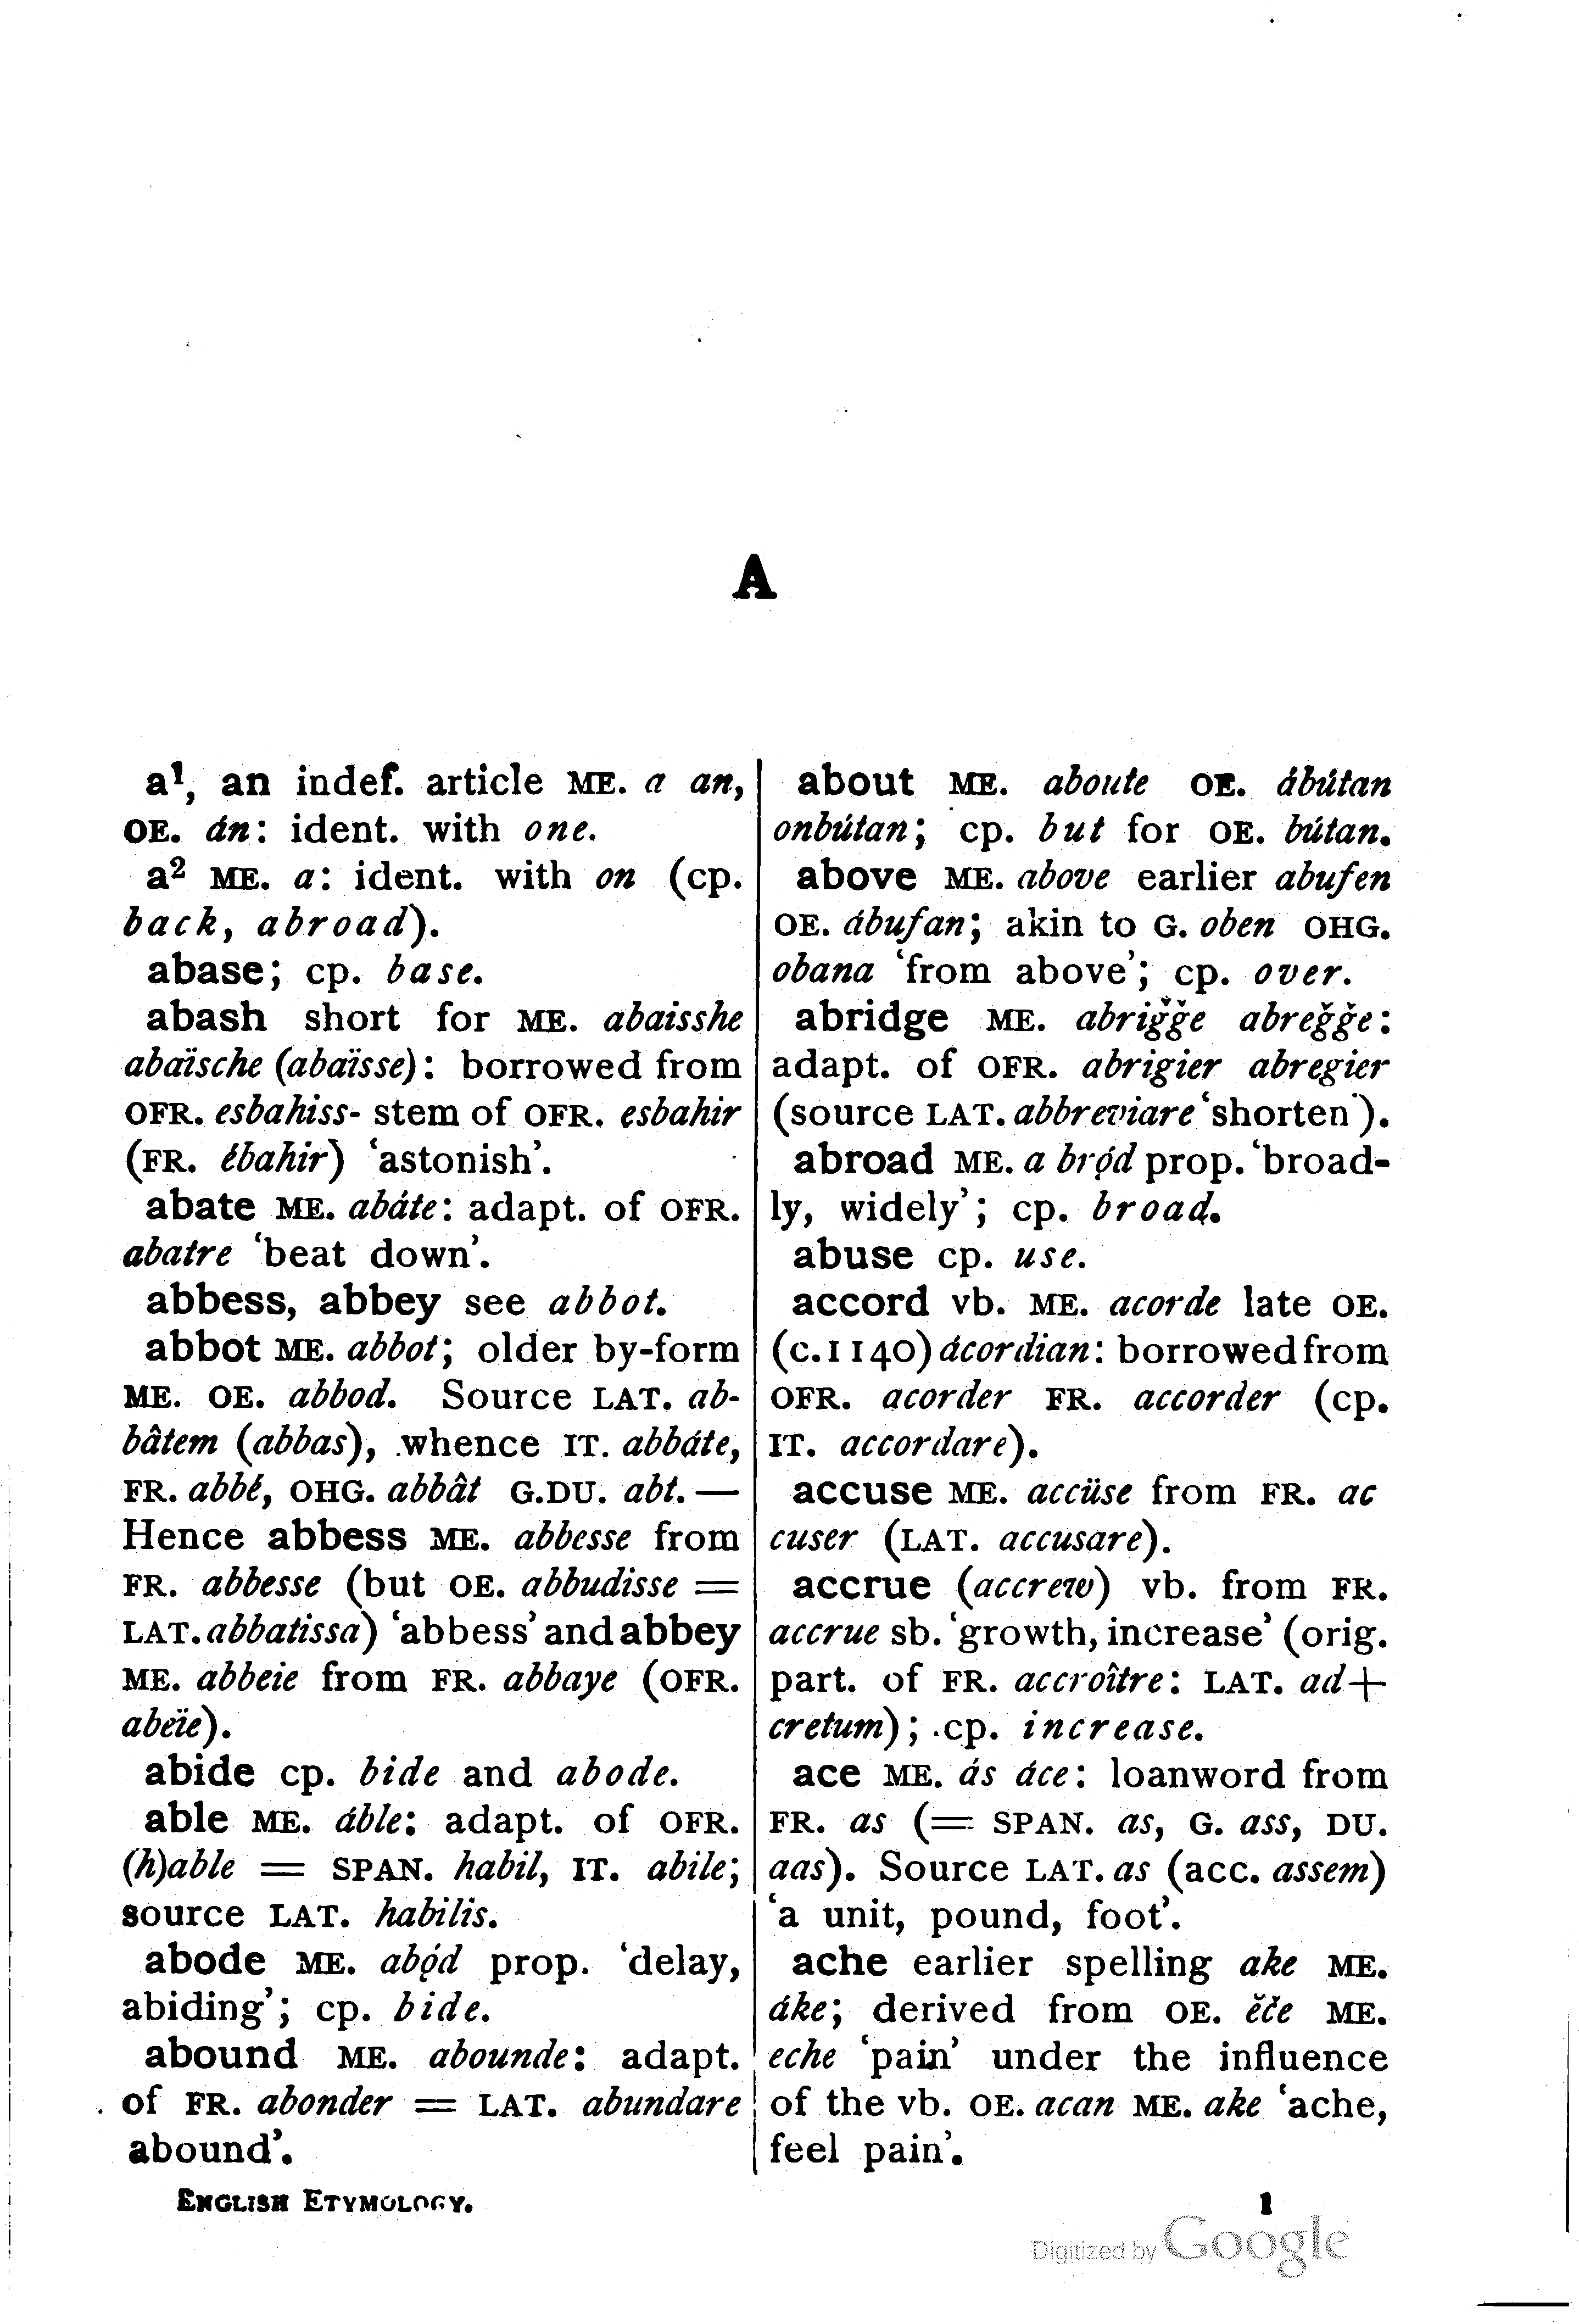 A
a¹, an indef. article ME. a an,
OE. án: ident. with one.
a² ME. a: ident. with on (cp.
back, abroad).
abase; cp. base.
abash short for ME. abaisshe
abaïsche (abaïsse): borrowed from
OFR. esbahiss- stem of OFR. esbahir
(FR. ébahir) ‘astonish’.
abate ME. abáte: adapt. of OFR.
abatre ‘beat down’.
abbess, abbey see abbot.
abbot ME. abbot; older by-form
ME. OE. abbod. Source LAT. ab-
bâtem (abbas), whence IT. abbáte,
FR. abbé, OHG. abbât G.DU. abt. —
Hence abbess ME. abbesse from
FR. abbesse (but OE. abbudisse =
LAT. abbatissa) ‘abbess’ and abbey
ME. abbeie from FR. abbaye (OFR.
abeïe).
abide cp. bide and abode.
able ME. áble: adapt. of OFR.
(h)able = SPAN. habil, IT. abile;
source LAT. habilis.
abode ME. abǫ́d prop. ‘delay,
abiding’; cp. bide.
abound ME. abounde: adapt.
of FR. abonder = LAT. abundare
abound’.
about ME. aboute OE. ábútan
onbútan; cp. but for OE. bútan.
above ME. above earlier abufen
OE. ábufan; akin to G. oben OHG.
obana ‘from above’; cp. over.
abridge ME. abriğğe abreğğe:
adapt. of OFR. abrigier abregier
(source LAT. abbreviare ‘shorten’).
abroad ME. a brǫ́d prop. ‘broad-
ly, widely’; cp. broad.
abuse cp. use.
accord vb. ME. acorde late OE.
(c. 1140) ácordian: borrowed from
OFR. acorder FR. accorder (cp.
IT. accordare).
accuse ME. accüse from FR. ac
cuser (LAT. accusare).
accrue (accrew) vb. from FR.
accrue sb. ‘growth, increase’ (orig.
part. of FR. accroître: LAT. ad +
cretum); cp. increase.
ace ME. ás áce: loanword from
FR. as (= SPAN. as, G. ass, DU.
aas). Source LAT. as (acc. assem)
‘a unit, pound, foot’.
ache earlier spelling ake ME.
áke; derived from OE. ěče ME.
eche ‘pain’ under the influence
of the vb. OE. acan ME. ake ‘ache,
feel pain’.
ENGLISH ETYMOLOGY. 1
Digitized by Google